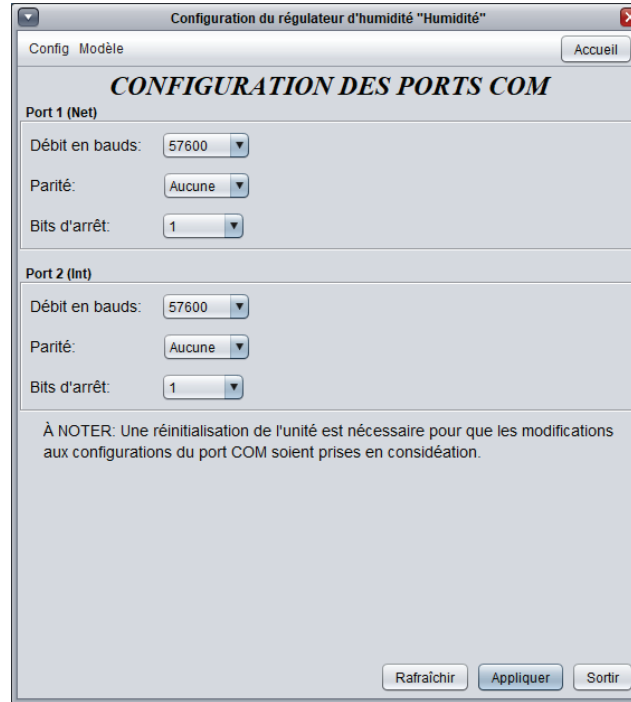 Configuration du régulateur d'humidité "Humidité"
Config Modèle Accueil
CONFIGURATION DES PORTS COM
Port 1 (Net)
Débit en bauds: 57600
Parité: Aucune
Bits d'arrêt: 1
Port 2 (Int)
Débit en bauds: 57600
Parité: Aucune
Bits d'arrêt: 1
À NOTER: Une réinitialisation de l'unité est nécessaire pour que les modifications
aux configurations du port COM soient prises en considéation.
Rafraîchir Appliquer Sortir